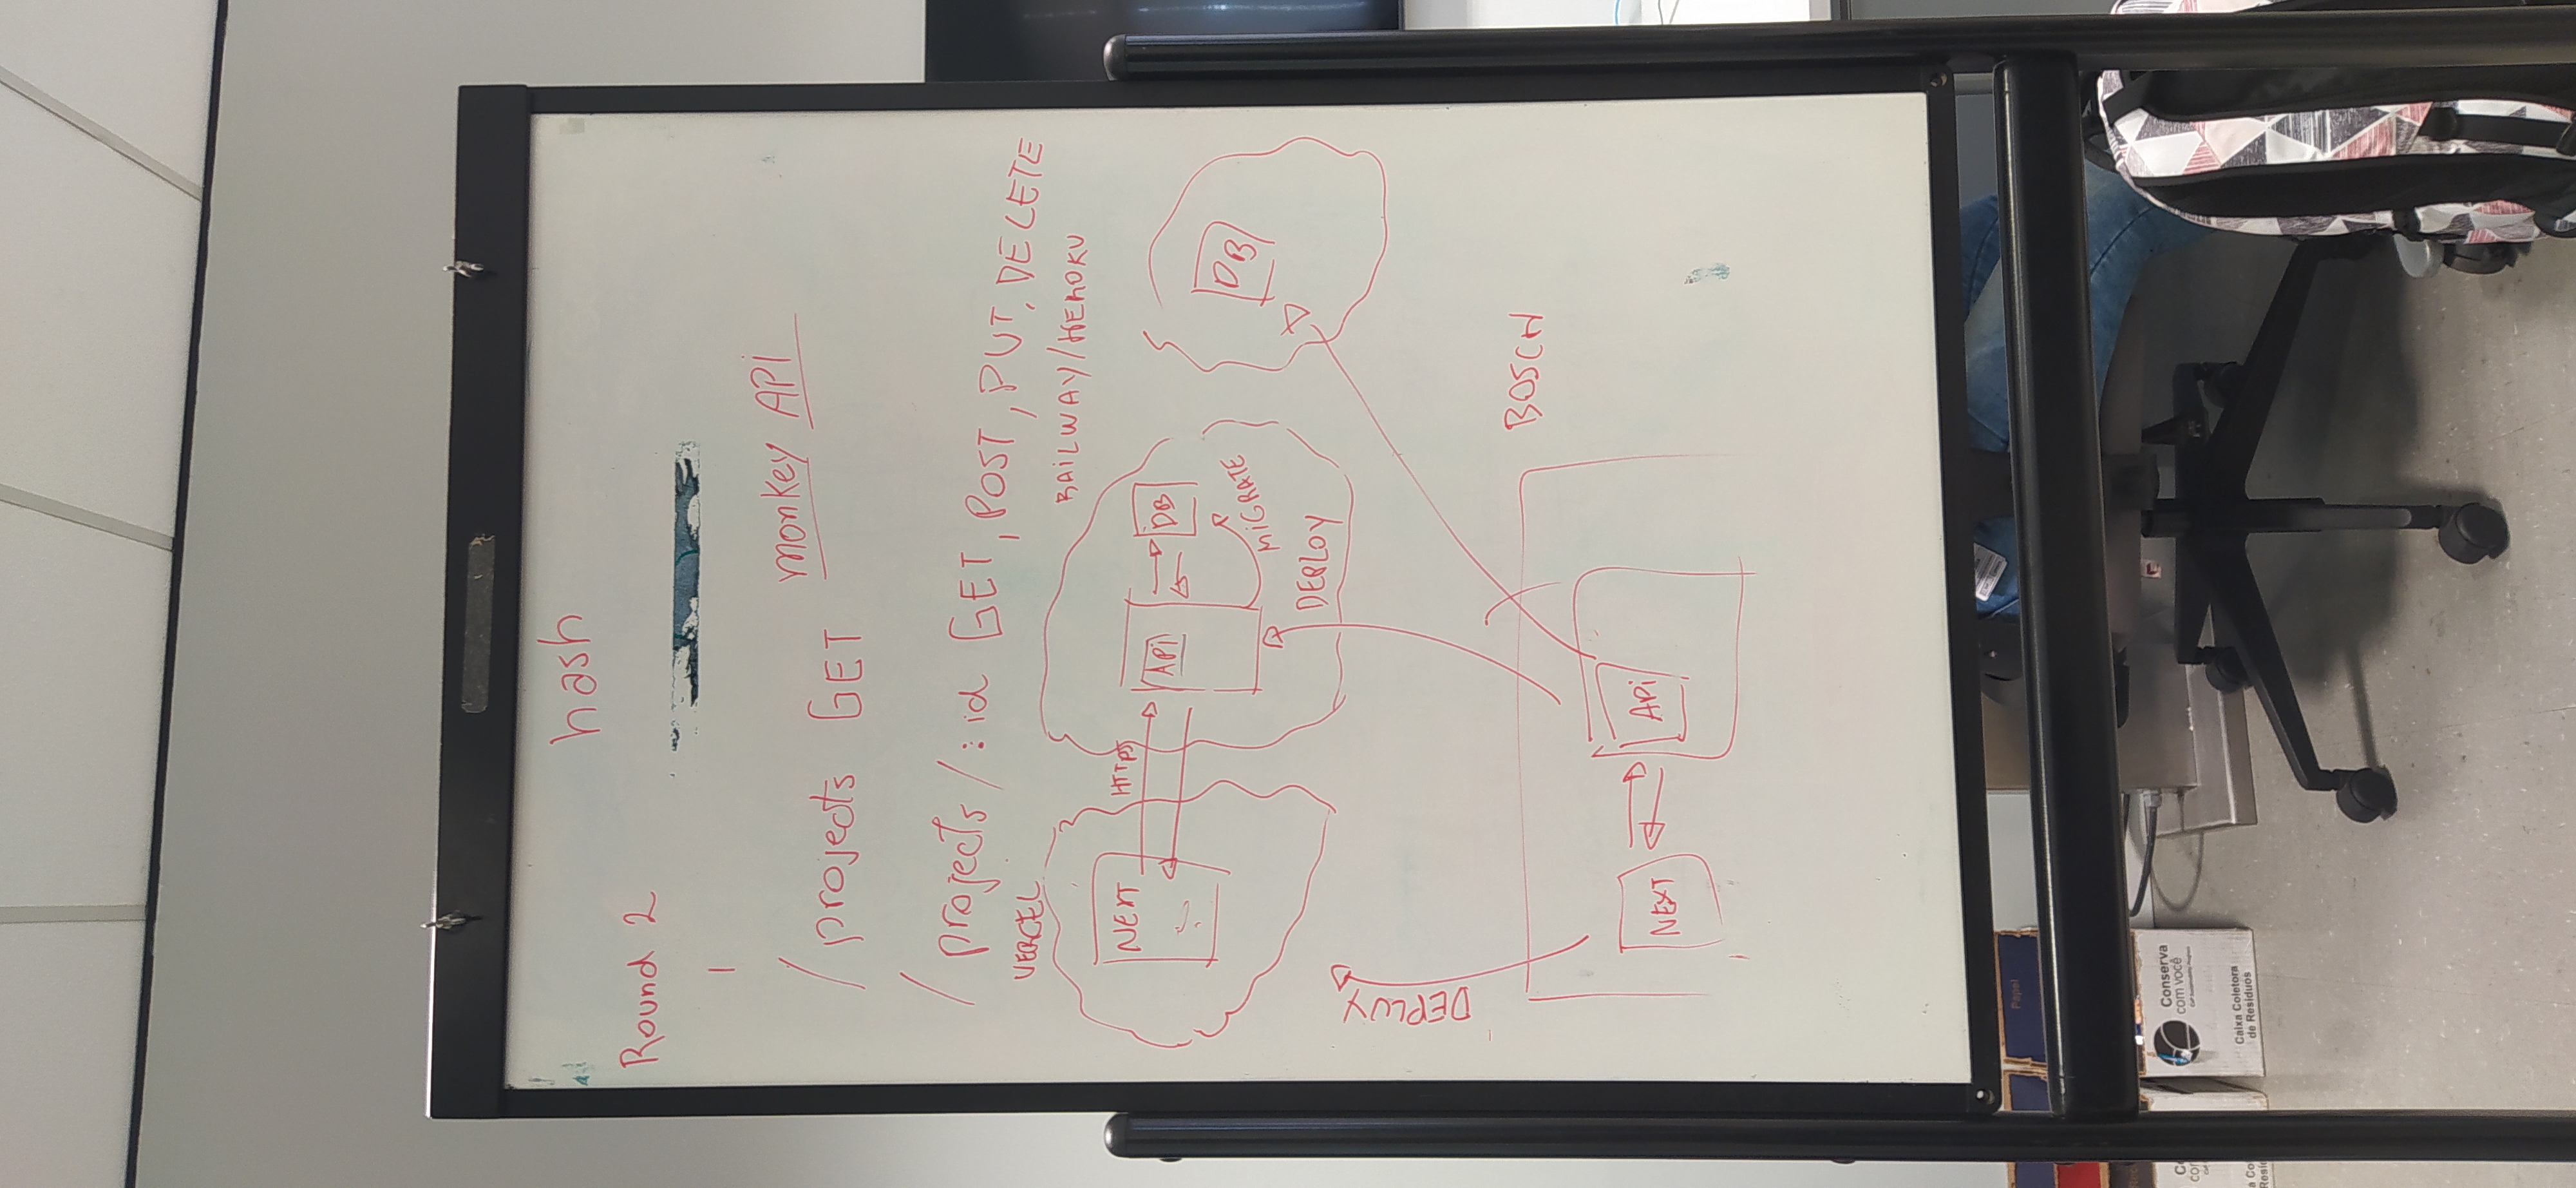 hash
Round 2
monkey API
/projects GET
/projects/:id GET, POST, PUT, DELETE
VERCEL
RAILWAY/HEROKU
NEXT
HTTPS
API
DB
DB
MIGRATE
DEPLOY
DEPLOY
BOSCH
NEXT
API
Papel
Conserva
com você
Caixa Coletora
de Resíduos